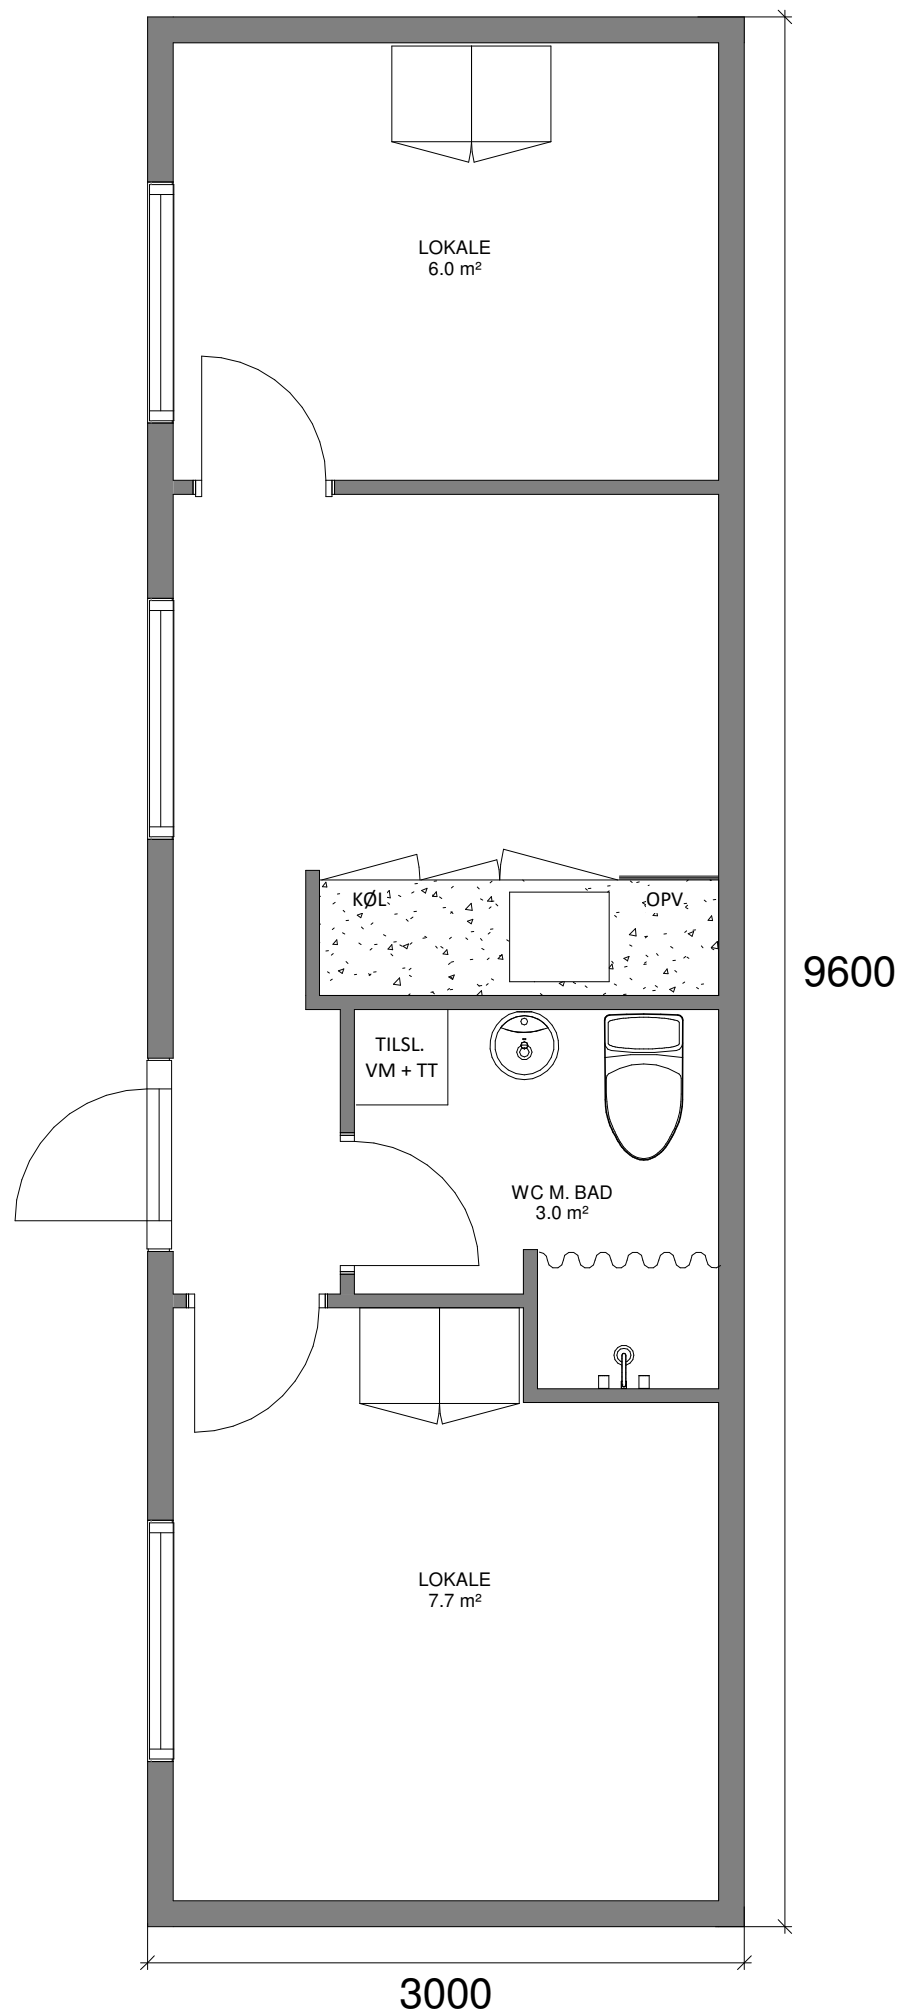 LOKALE
6.0 m²
KØL
OPV.
9600
TILSL.
VM + TT
WC M. BAD
3.0 m²
LOKALE
7.7 m²
3000